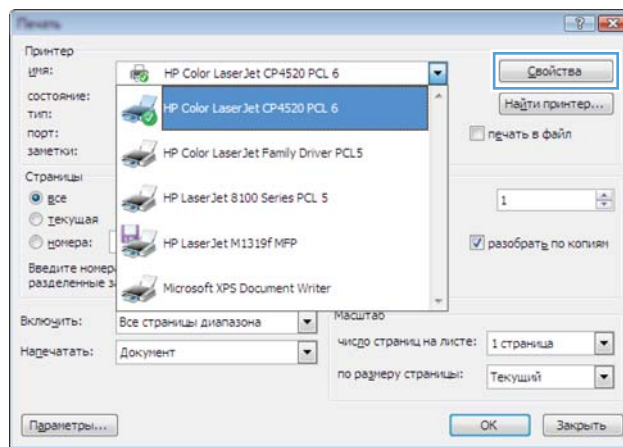 Печать
Принтер
имя: HP Color LaserJet CP4520 PCL 6
Свойства
состояние:
HP Color LaserJet CP4520 PCL 6
Найти принтер...
тип:
порт:
печать в файл
заметки:
HP Color LaserJet Family Driver PCL5
Страницы
все
HP LaserJet 8100 Series PCL 5
1
текущая
номера:
HP LaserJet M1319f MFP
разобрать по копиям
Введите номер
разделенные з
Microsoft XPS Document Writer
Включить: Все страницы диапазона
Масштаб
число страниц на листе: 1 страница
Напечатать: Документ
по размеру страницы: Текущий
Параметры...
OK
Закрыть